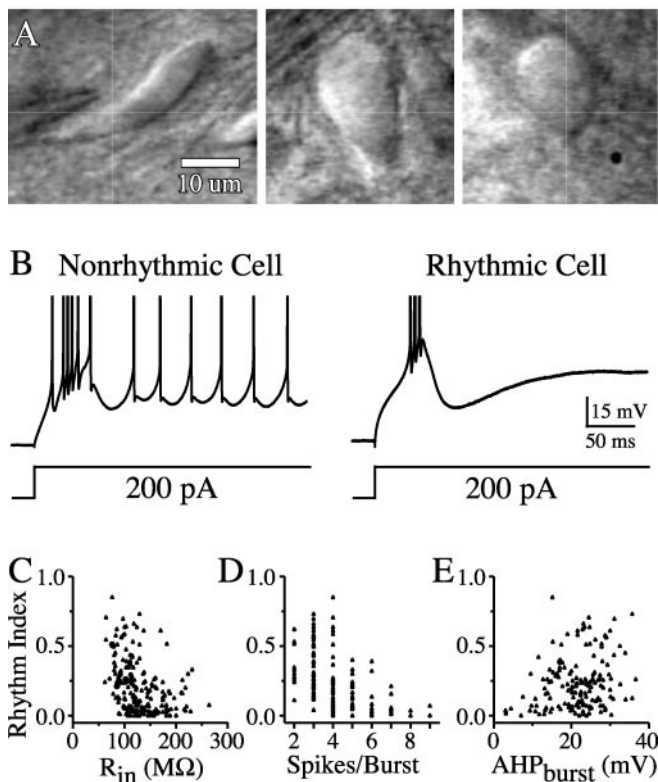 A
10 um
B
Nonrhythmic Cell
Rhythmic Cell
15 mV
50 ms
200 pA
200 pA
C
D
E
Rhythm Index
1.0
0.5
0.0
0 100 200 300
R_in (MΩ)
1.0
0.5
0.0
2 4 6 8
Spikes/Burst
1.0
0.5
0.0
0 20 40
AHP_burst (mV)